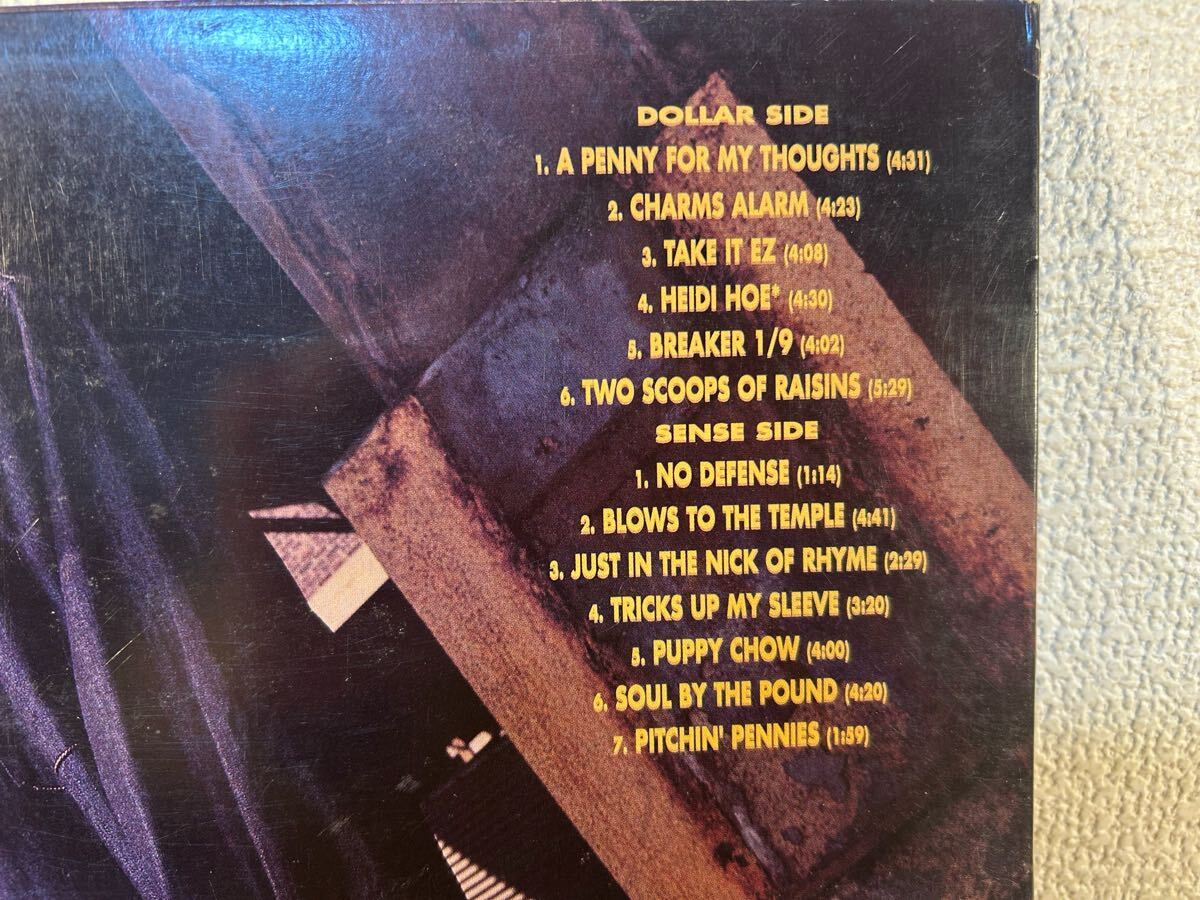 DOLLAR SIDE
1. A PENNY FOR MY THOUGHTS (4:31)
2. CHARMS ALARM (4:23)
3. TAKE IT EZ (4:08)
4. HEIDI HOE* (4:30)
5. BREAKER 1/9 (4:02)
6. TWO SCOOPS OF RAISINS (5:29)
SENSE SIDE
1. NO DEFENSE (1:14)
2. BLOWS TO THE TEMPLE (4:41)
3. JUST IN THE NICK OF RHYME (2:29)
4. TRICKS UP MY SLEEVE (3:20)
5. PUPPY CHOW (4:00)
6. SOUL BY THE POUND (4:20)
7. PITCHIN' PENNIES (1:59)